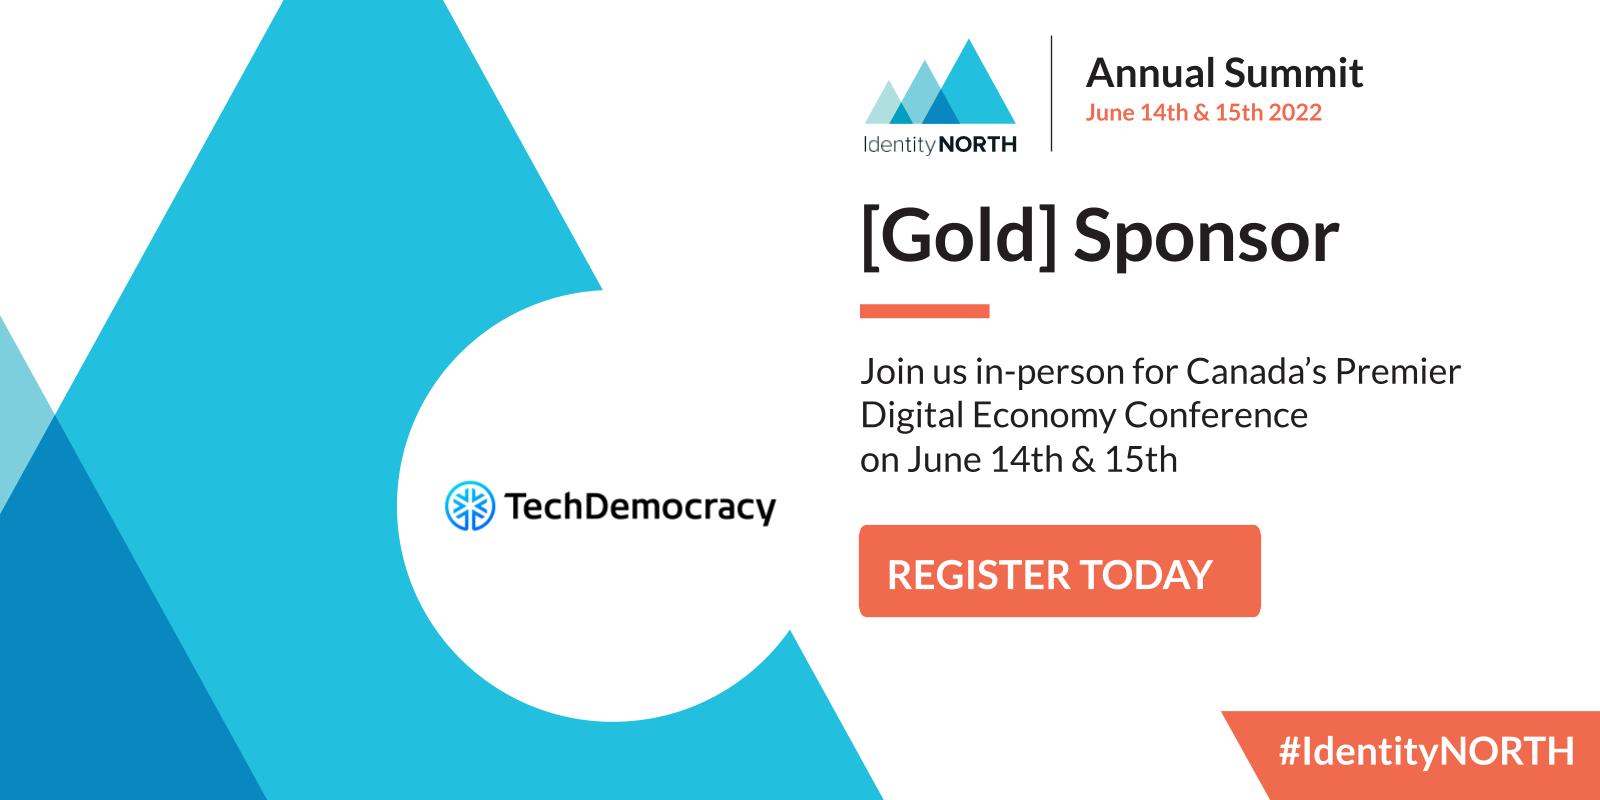 IdentityNORTH
Annual Summit
June 14th & 15th 2022
[Gold] Sponsor
Join us in-person for Canada’s Premier
Digital Economy Conference
on June 14th & 15th
TechDemocracy
REGISTER TODAY
#IdentityNORTH